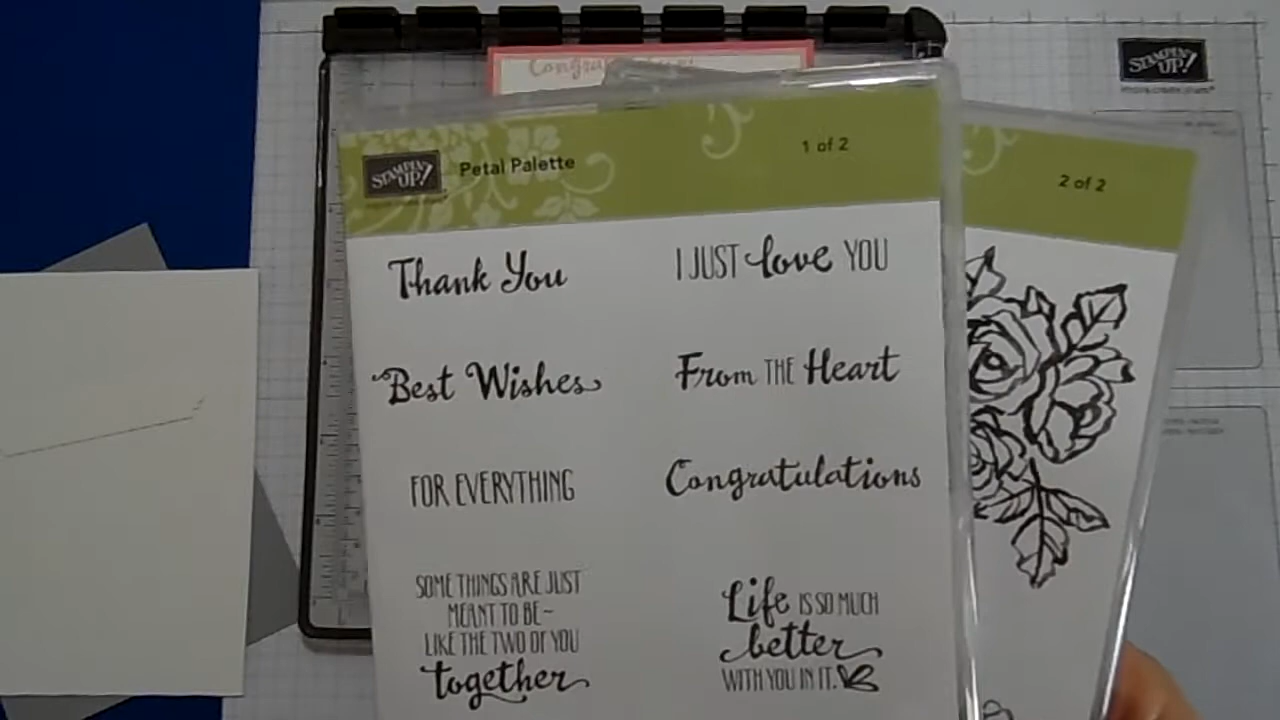 STAMPIN' UP!
STAMPIN' UP!
Petal Palette
1 of 2
2 of 2
Thank You
I JUST love YOU
Best Wishes
From THE Heart
FOR EVERYTHING
Congratulations
SOME THINGS ARE JUST
MEANT TO BE~
LIKE THE TWO OF YOU
together
Life IS SO MUCH
better
WITH YOU IN IT.